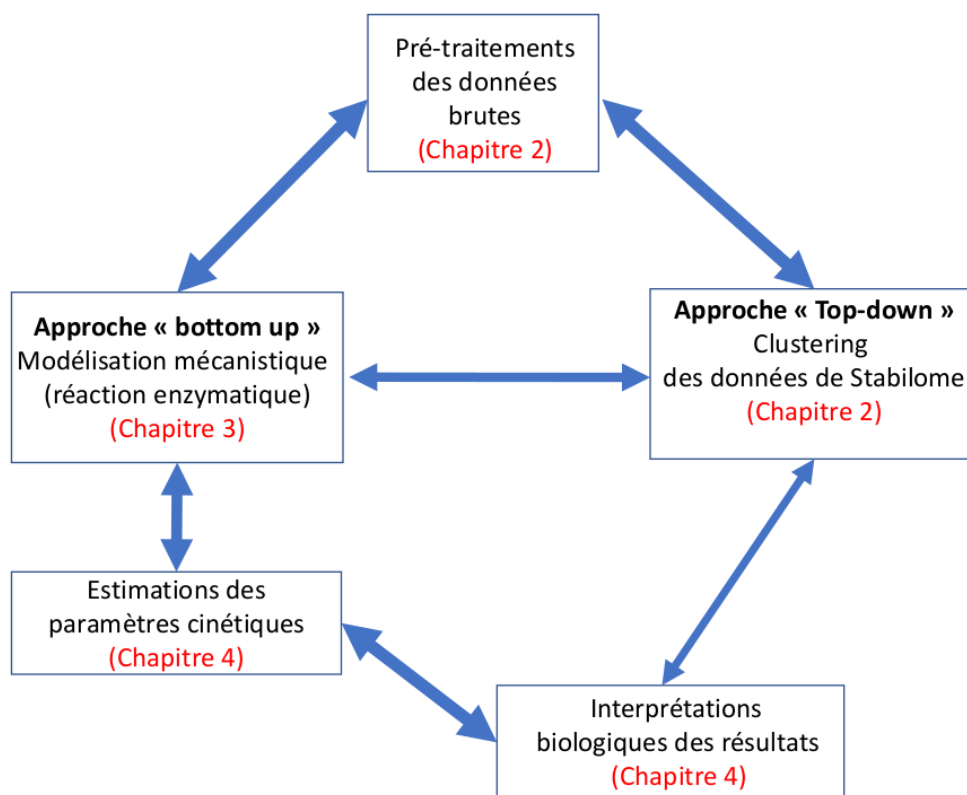 Pré-traitements
des données
brutes
(Chapitre 2)
Approche « bottom up »
Modélisation mécanistique
(réaction enzymatique)
(Chapitre 3)
Approche « Top-down »
Clustering
des données de Stabilome
(Chapitre 2)
Estimations des
paramètres cinétiques
(Chapitre 4)
Interprétations
biologiques des résultats
(Chapitre 4)